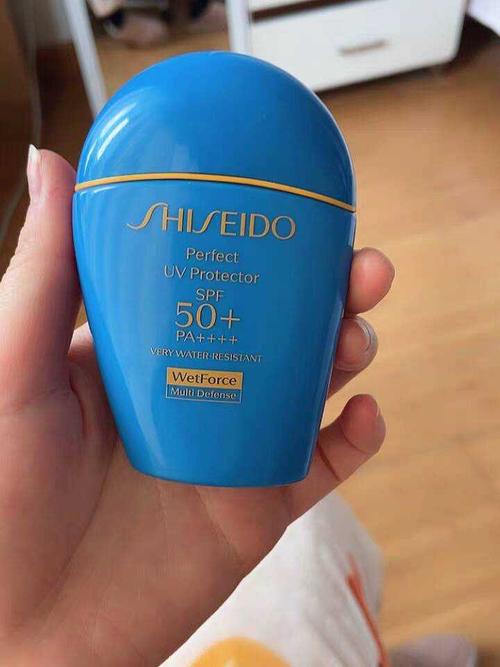 SHISEIDO
Perfect
UV Protector
SPF
50+
PA++++
VERY WATER-RESISTANT
WetForce
Multi Defense